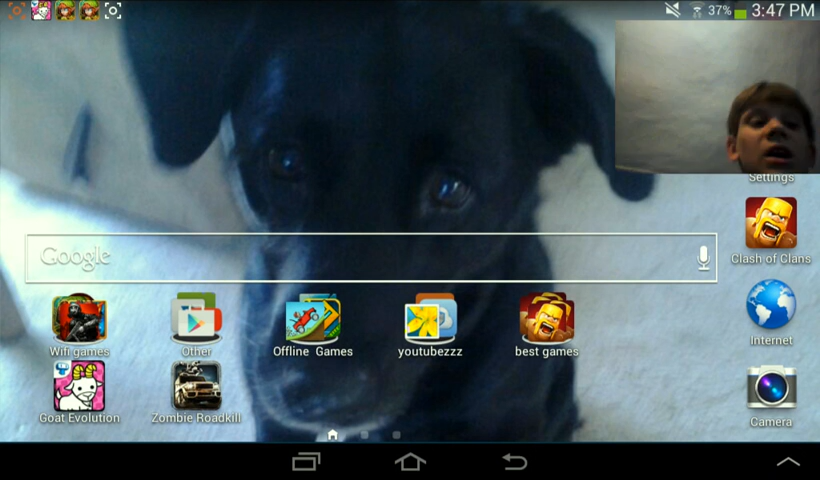 37% 3:47 PM
Settings
Google
Clash of Clans
Wifi games
Other
Offline Games
youtubezzz
best games
Internet
Goat Evolution
Zombie Roadkill
Camera